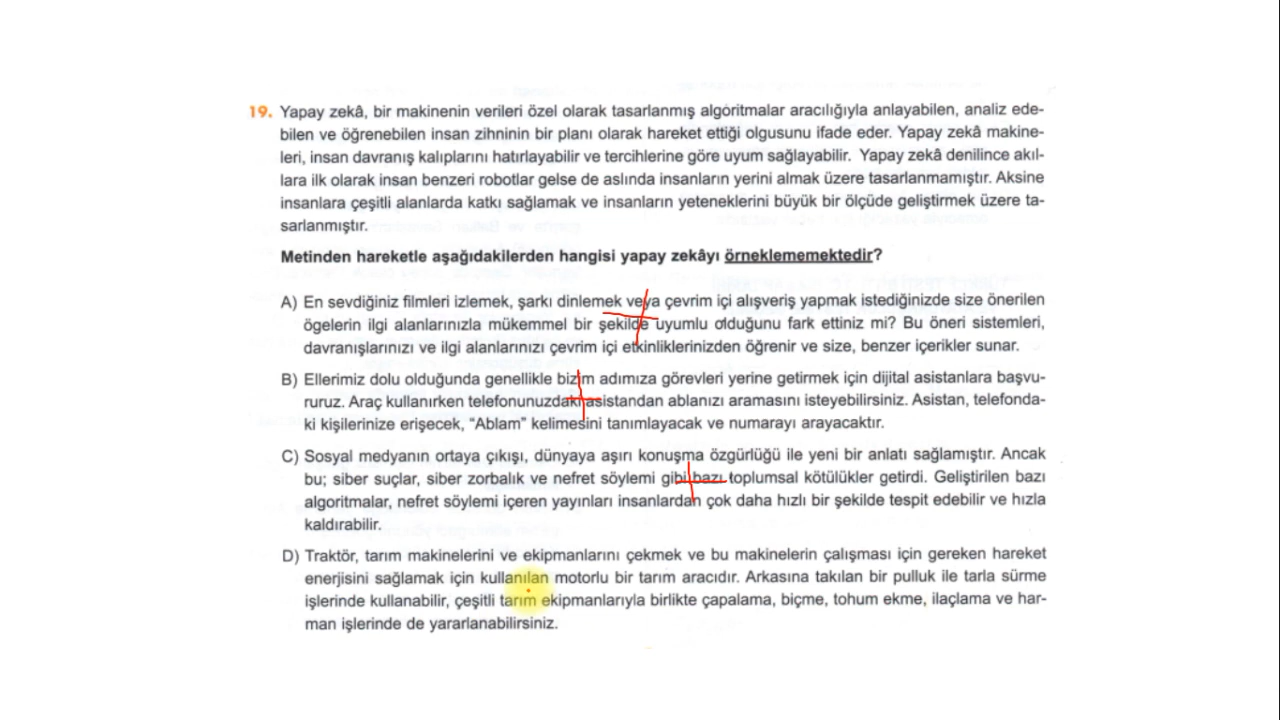 19. Yapay zekâ, bir makinenin verileri özel olarak tasarlanmış algoritmalar aracılığıyla anlayabilen, analiz ede-
bilen ve öğrenebilen insan zihninin bir planı olarak hareket ettiği olgusunu ifade eder. Yapay zekâ makine-
leri, insan davranış kalıplarını hatırlayabilir ve tercihlerine göre uyum sağlayabilir. Yapay zekâ denilince akıl-
lara ilk olarak insan benzeri robotlar gelse de aslında insanların yerini almak üzere tasarlanmamıştır. Aksine
insanlara çeşitli alanlarda katkı sağlamak ve insanların yeteneklerini büyük bir ölçüde geliştirmek üzere ta-
sarlanmıştır.
Metinden hareketle aşağıdakilerden hangisi yapay zekâyı örneklememektedir?
A) En sevdiğiniz filmleri izlemek, şarkı dinlemek veya çevrim içi alışveriş yapmak istediğinizde size önerilen
ögelerin ilgi alanlarınızla mükemmel bir şekilde uyumlu olduğunu fark ettiniz mi? Bu öneri sistemleri,
davranışlarınızı ve ilgi alanlarınızı çevrim içi etkinliklerinizden öğrenir ve size, benzer içerikler sunar.
B) Ellerimiz dolu olduğunda genellikle bizim adımıza görevleri yerine getirmek için dijital asistanlara başvu-
ruruz. Araç kullanırken telefonunuzdaki asistandan ablanızı aramasını isteyebilirsiniz. Asistan, telefonda-
ki kişilerinize erişecek, “Ablam” kelimesini tanımlayacak ve numarayı arayacaktır.
C) Sosyal medyanın ortaya çıkışı, dünyaya aşırı konuşma özgürlüğü ile yeni bir anlatı sağlamıştır. Ancak
bu; siber suçlar, siber zorbalık ve nefret söylemi gibi bazı toplumsal kötülükler getirdi. Geliştirilen bazı
algoritmalar, nefret söylemi içeren yayınları insanlardan çok daha hızlı bir şekilde tespit edebilir ve hızla
kaldırabilir.
D) Traktör, tarım makinelerini ve ekipmanlarını çekmek ve bu makinelerin çalışması için gereken hareket
enerjisini sağlamak için kullanılan motorlu bir tarım aracıdır. Arkasına takılan bir pulluk ile tarla sürme
işlerinde kullanabilir, çeşitli tarım ekipmanlarıyla birlikte çapalama, biçme, tohum ekme, ilaçlama ve har-
man işlerinde de yararlanabilirsiniz.